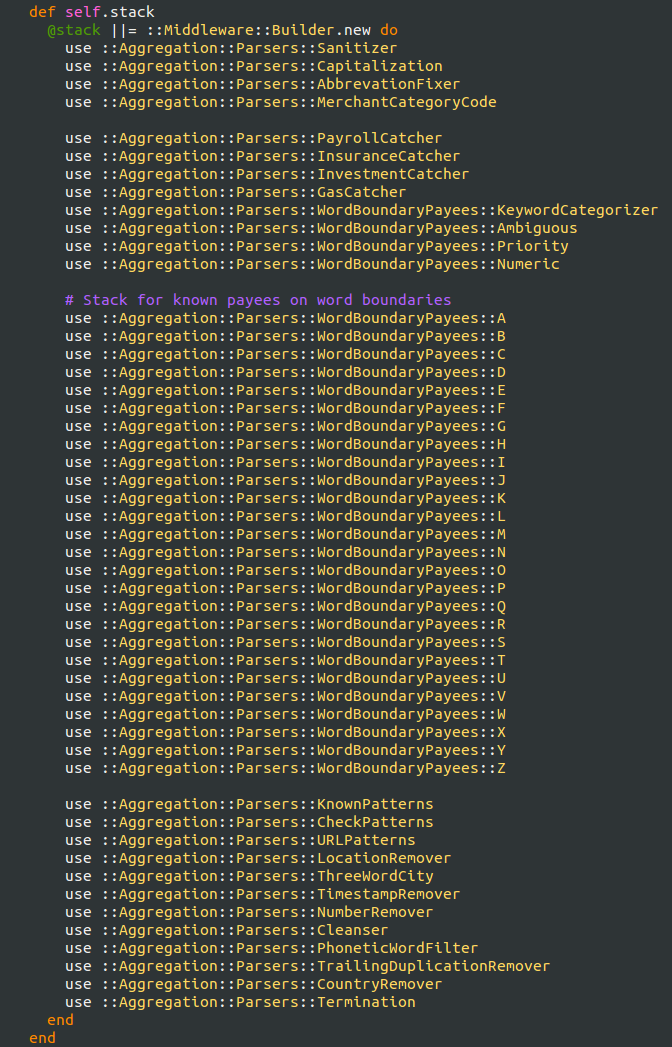 def self.stack
@stack ||= ::Middleware::Builder.new do
use ::Aggregation::Parsers::Sanitizer
use ::Aggregation::Parsers::Capitalization
use ::Aggregation::Parsers::AbbrevationFixer
use ::Aggregation::Parsers::MerchantCategoryCode
use ::Aggregation::Parsers::PayrollCatcher
use ::Aggregation::Parsers::InsuranceCatcher
use ::Aggregation::Parsers::InvestmentCatcher
use ::Aggregation::Parsers::GasCatcher
use ::Aggregation::Parsers::WordBoundaryPayees::KeywordCategorizer
use ::Aggregation::Parsers::WordBoundaryPayees::Ambiguous
use ::Aggregation::Parsers::WordBoundaryPayees::Priority
use ::Aggregation::Parsers::WordBoundaryPayees::Numeric
# Stack for known payees on word boundaries
use ::Aggregation::Parsers::WordBoundaryPayees::A
use ::Aggregation::Parsers::WordBoundaryPayees::B
use ::Aggregation::Parsers::WordBoundaryPayees::C
use ::Aggregation::Parsers::WordBoundaryPayees::D
use ::Aggregation::Parsers::WordBoundaryPayees::E
use ::Aggregation::Parsers::WordBoundaryPayees::F
use ::Aggregation::Parsers::WordBoundaryPayees::G
use ::Aggregation::Parsers::WordBoundaryPayees::H
use ::Aggregation::Parsers::WordBoundaryPayees::I
use ::Aggregation::Parsers::WordBoundaryPayees::J
use ::Aggregation::Parsers::WordBoundaryPayees::K
use ::Aggregation::Parsers::WordBoundaryPayees::L
use ::Aggregation::Parsers::WordBoundaryPayees::M
use ::Aggregation::Parsers::WordBoundaryPayees::N
use ::Aggregation::Parsers::WordBoundaryPayees::O
use ::Aggregation::Parsers::WordBoundaryPayees::P
use ::Aggregation::Parsers::WordBoundaryPayees::Q
use ::Aggregation::Parsers::WordBoundaryPayees::R
use ::Aggregation::Parsers::WordBoundaryPayees::S
use ::Aggregation::Parsers::WordBoundaryPayees::T
use ::Aggregation::Parsers::WordBoundaryPayees::U
use ::Aggregation::Parsers::WordBoundaryPayees::V
use ::Aggregation::Parsers::WordBoundaryPayees::W
use ::Aggregation::Parsers::WordBoundaryPayees::X
use ::Aggregation::Parsers::WordBoundaryPayees::Y
use ::Aggregation::Parsers::WordBoundaryPayees::Z
use ::Aggregation::Parsers::KnownPatterns
use ::Aggregation::Parsers::CheckPatterns
use ::Aggregation::Parsers::URLPatterns
use ::Aggregation::Parsers::LocationRemover
use ::Aggregation::Parsers::ThreeWordCity
use ::Aggregation::Parsers::TimestampRemover
use ::Aggregation::Parsers::NumberRemover
use ::Aggregation::Parsers::Cleanser
use ::Aggregation::Parsers::PhoneticWordFilter
use ::Aggregation::Parsers::TrailingDuplicationRemover
use ::Aggregation::Parsers::CountryRemover
use ::Aggregation::Parsers::Termination
end
end